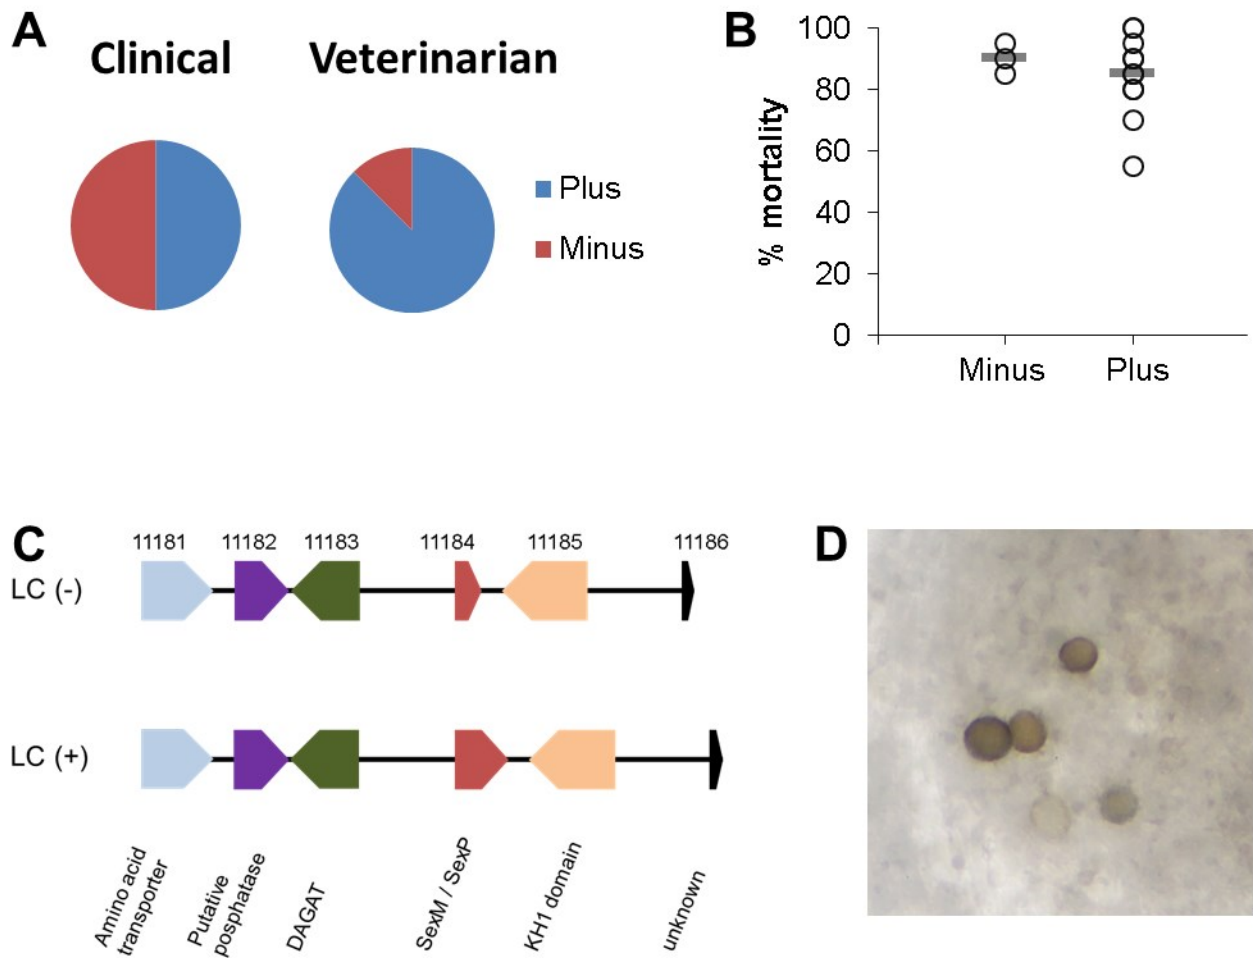 A
Clinical
Veterinarian
Plus
Minus
B
% mortality
100
80
60
40
20
0
Minus
Plus
C
11181
11182
11183
11184
11185
11186
LC (-)
LC (+)
Amino acid
transporter
Putative
posphatase
DAGAT
SexM / SexP
KH1 domain
unknown
D